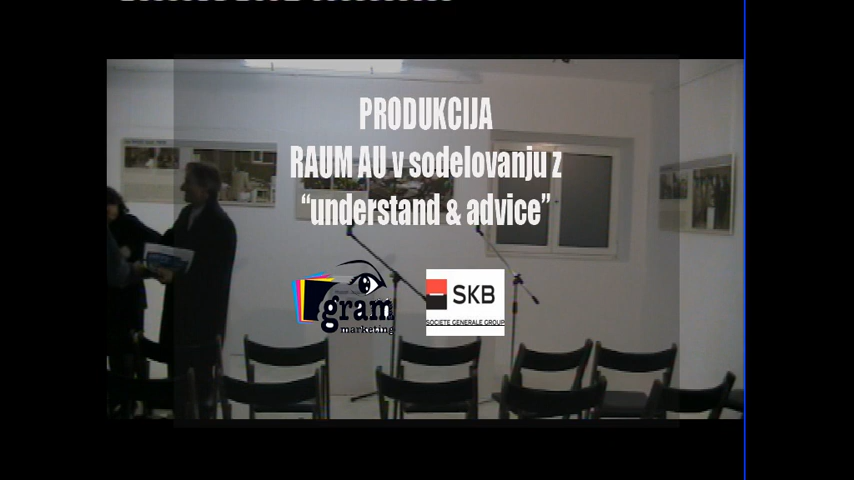 PRODUKCIJA
RAUM AU v sodelovanju z
“understand & advice”
gram
marketing
SKB
SOCIETE GENERALE GROUP